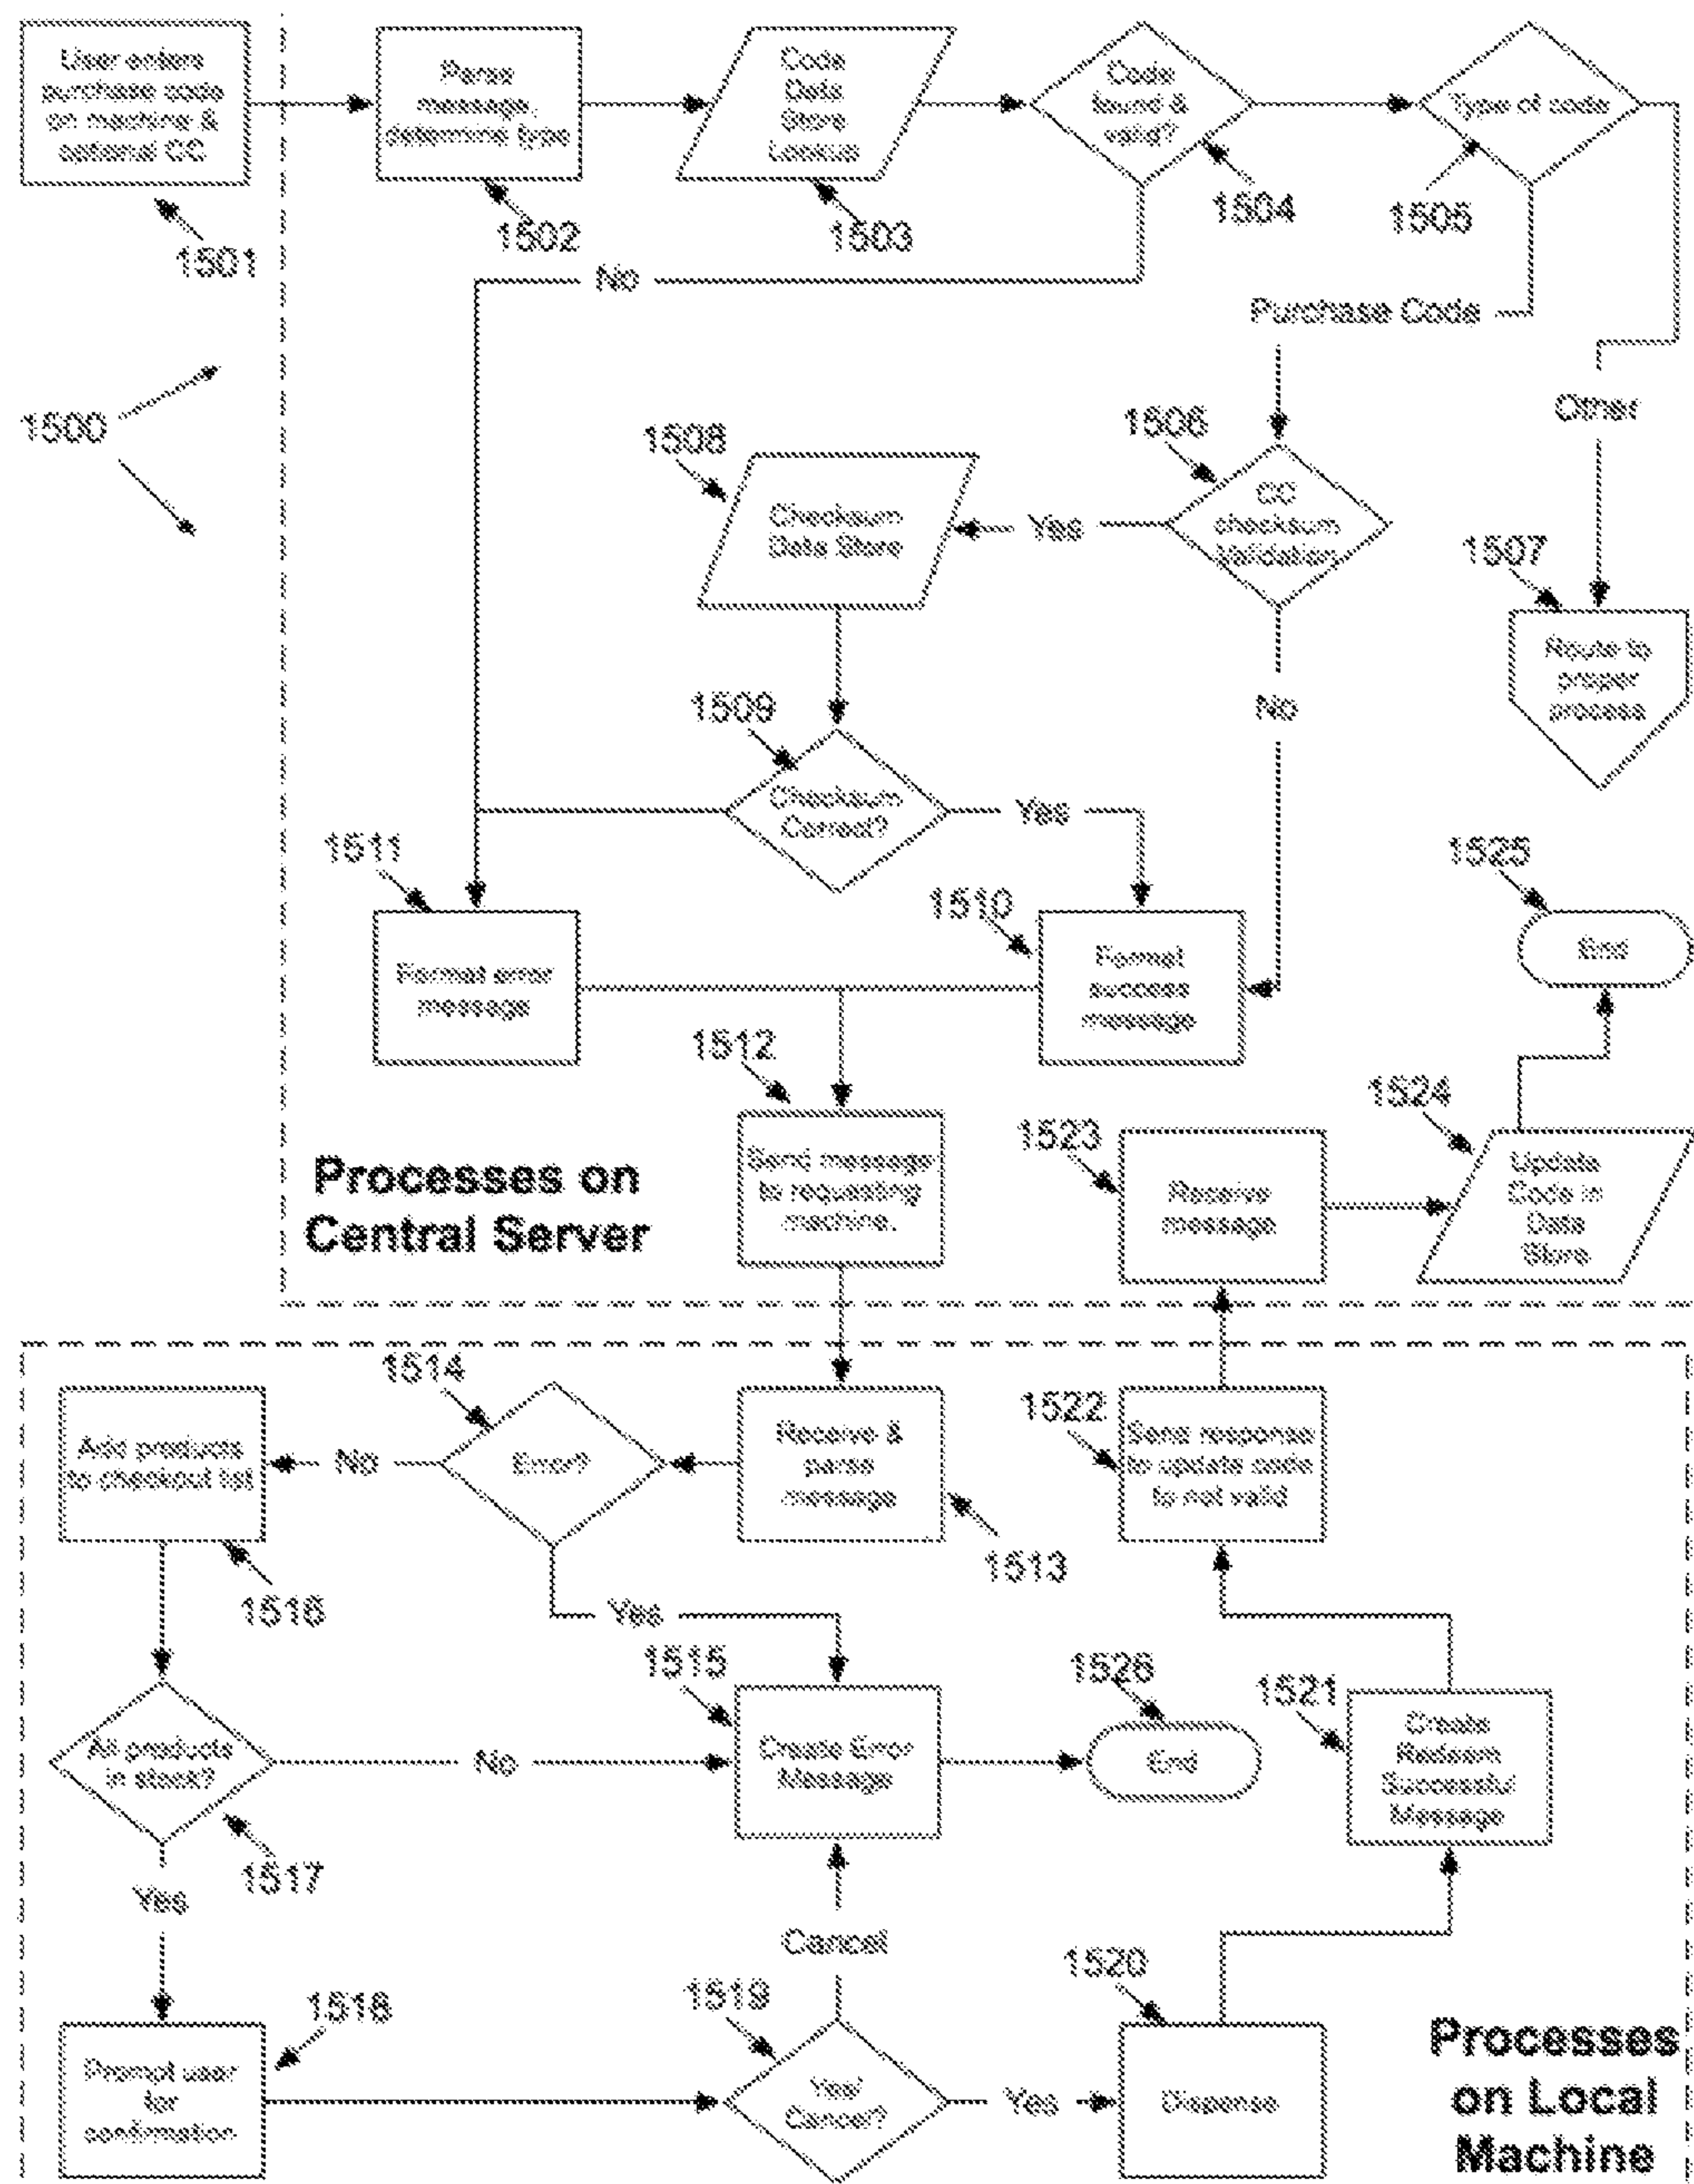 User enters
purchase code
on machine &
optional CC
1501
Parse
message,
determine type
1502
Code
Data
Store
Lookup
1503
Code
found &
valid?
1504
Type of code
1505
No
Purchase Code
Other
1500
1506
CC
checksum
Validation
Yes
No
1508
Checksum
Data Store
1507
Route to
proper
process
1509
Checksum
Correct?
Yes
1511
Format error
message
1510
Format
success
message
1525
End
1512
Send message
to requesting
machine.
1523
Receive
message
1524
Update
Code in
Data
Store
Processes on
Central Server
1514
Error?
No
Yes
Receive &
parse
message
1513
1522
Send response
to update code
to not valid
Add products
to checkout list
1516
1515
Create Error
Message
1526
End
1521
Create
Redeem
Successful
Message
All products
in stock?
No
1517
Yes
Cancel
1518
Prompt user
for
confirmation
1519
Yes/
Cancel?
Yes
1520
Dispense
Processes
on Local
Machine